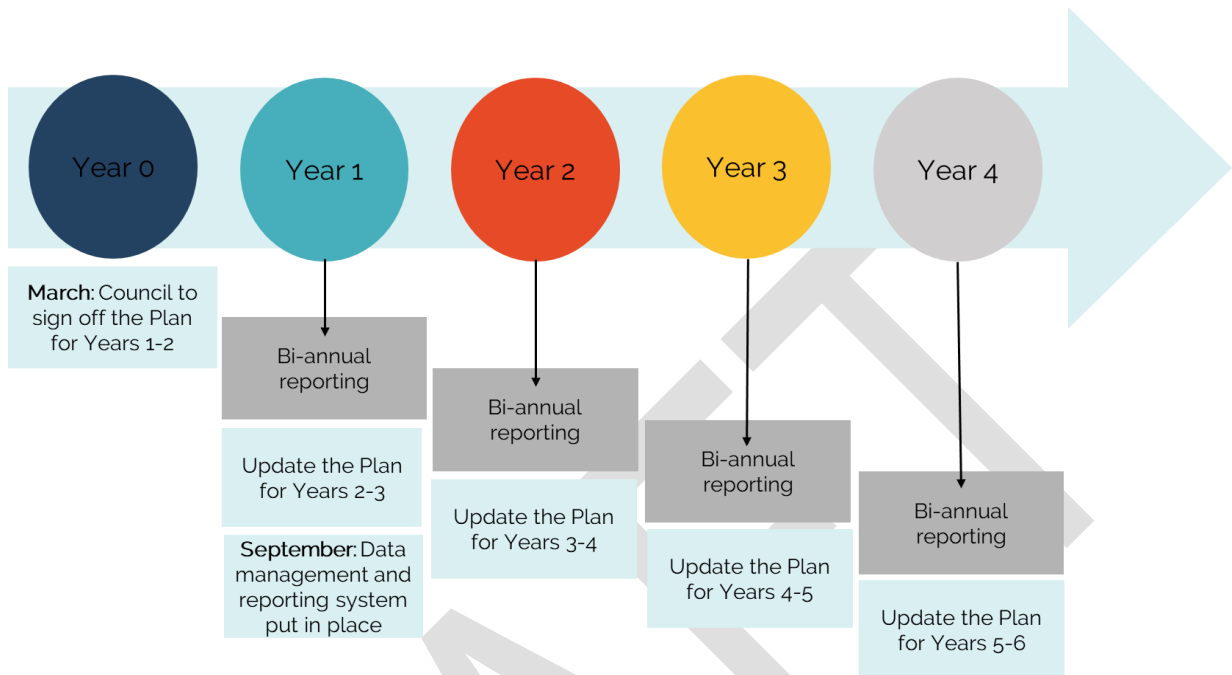 Year 0
Year 1
Year 2
Year 3
Year 4
March: Council to
sign off the Plan
for Years 1-2
Bi-annual
reporting
Update the Plan
for Years 2-3
September: Data
management and
reporting system
put in place
Bi-annual
reporting
Update the Plan
for Years 3-4
Bi-annual
reporting
Update the Plan
for Years 4-5
Bi-annual
reporting
Update the Plan
for Years 5-6